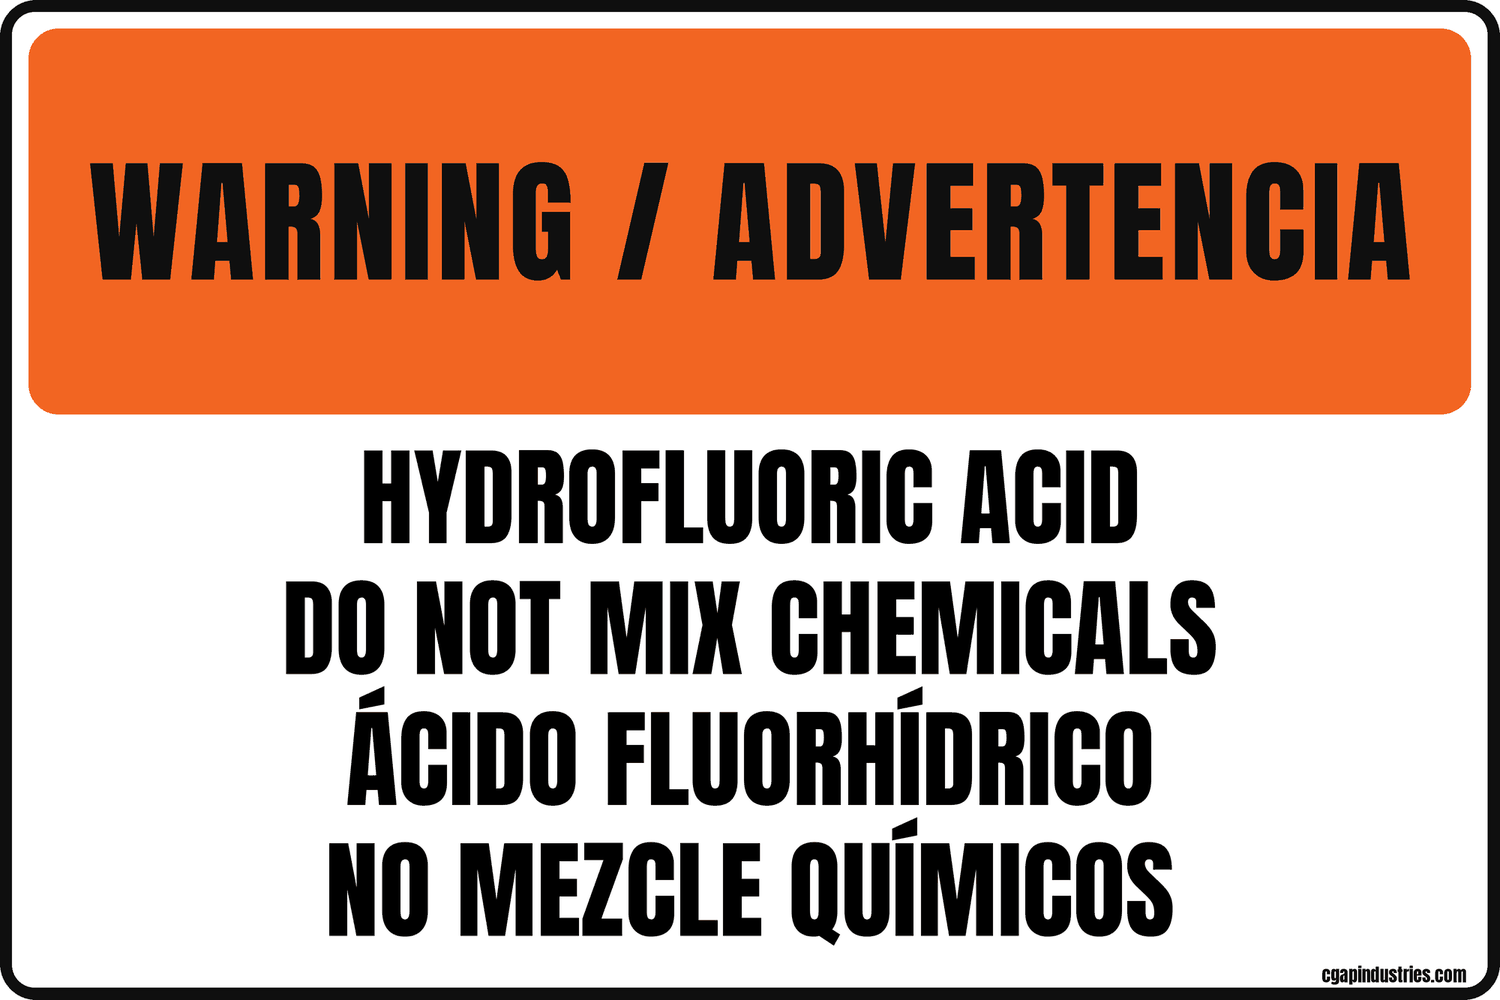 WARNING / ADVERTENCIA
HYDROFLUORIC ACID
DO NOT MIX CHEMICALS
ÁCIDO FLUORHÍDRICO
NO MEZCLE QUÍMICOS
cgapindustries.com